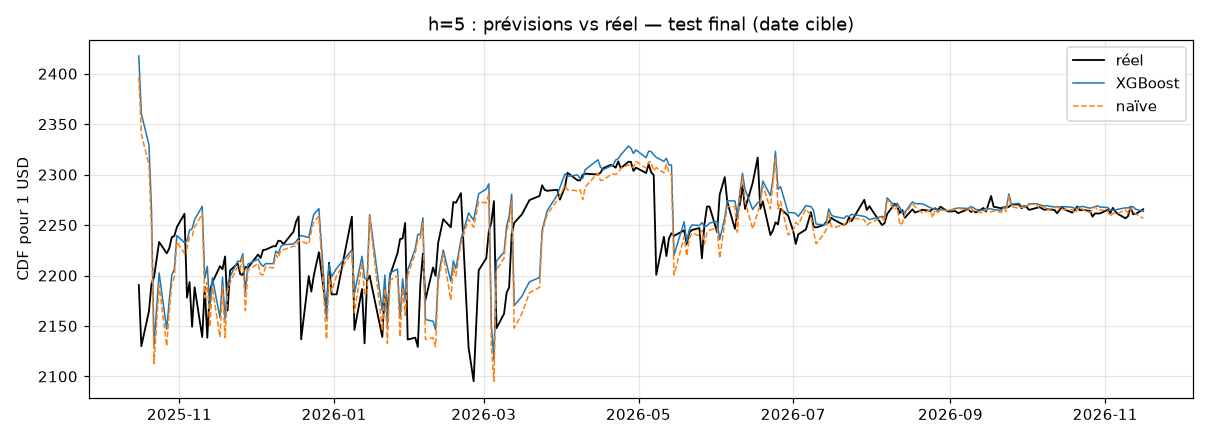 h=5 : prévisions vs réel — test final (date cible)
réel
XGBoost
naïve
CDF pour 1 USD
2400
2350
2300
2250
2200
2150
2100
2025-11
2026-01
2026-03
2026-05
2026-07
2026-09
2026-11